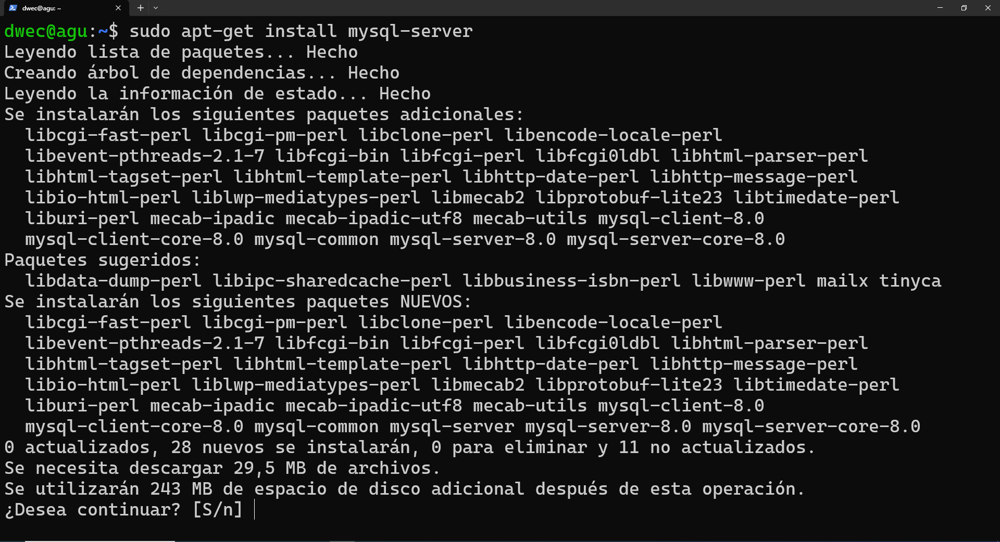 dwec@agu: ~
dwec@agu:~$ sudo apt-get install mysql-server
Leyendo lista de paquetes... Hecho
Creando árbol de dependencias... Hecho
Leyendo la información de estado... Hecho
Se instalarán los siguientes paquetes adicionales:
  libcgi-fast-perl libcgi-pm-perl libclone-perl libencode-locale-perl
  libevent-pthreads-2.1-7 libfcgi-bin libfcgi-perl libfcgi0ldbl libhtml-parser-perl
  libhtml-tagset-perl libhtml-template-perl libhttp-date-perl libhttp-message-perl
  libio-html-perl liblwp-mediatypes-perl libmecab2 libprotobuf-lite23 libtimedate-perl
  liburi-perl mecab-ipadic mecab-ipadic-utf8 mecab-utils mysql-client-8.0
  mysql-client-core-8.0 mysql-common mysql-server-8.0 mysql-server-core-8.0
Paquetes sugeridos:
  libdata-dump-perl libipc-sharedcache-perl libbusiness-isbn-perl libwww-perl mailx tinyca
Se instalarán los siguientes paquetes NUEVOS:
  libcgi-fast-perl libcgi-pm-perl libclone-perl libencode-locale-perl
  libevent-pthreads-2.1-7 libfcgi-bin libfcgi-perl libfcgi0ldbl libhtml-parser-perl
  libhtml-tagset-perl libhtml-template-perl libhttp-date-perl libhttp-message-perl
  libio-html-perl liblwp-mediatypes-perl libmecab2 libprotobuf-lite23 libtimedate-perl
  liburi-perl mecab-ipadic mecab-ipadic-utf8 mecab-utils mysql-client-8.0
  mysql-client-core-8.0 mysql-common mysql-server mysql-server-8.0 mysql-server-core-8.0
0 actualizados, 28 nuevos se instalarán, 0 para eliminar y 11 no actualizados.
Se necesita descargar 29,5 MB de archivos.
Se utilizarán 243 MB de espacio de disco adicional después de esta operación.
¿Desea continuar? [S/n]